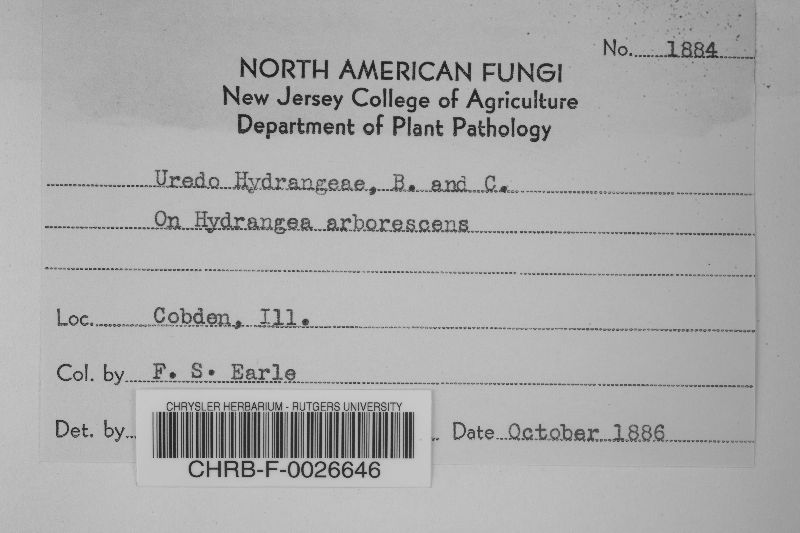 No. 1884
NORTH AMERICAN FUNGI
New Jersey College of Agriculture
Department of Plant Pathology
Uredo Hydrangeae, B. and C.
On Hydrangea arborescens
Loc. Cobden, Ill.
Col. by F. S. Earle
Det. by Date October 1886
CHRYSLER HERBARIUM - RUTGERS UNIVERSITY
CHRB-F-0026646